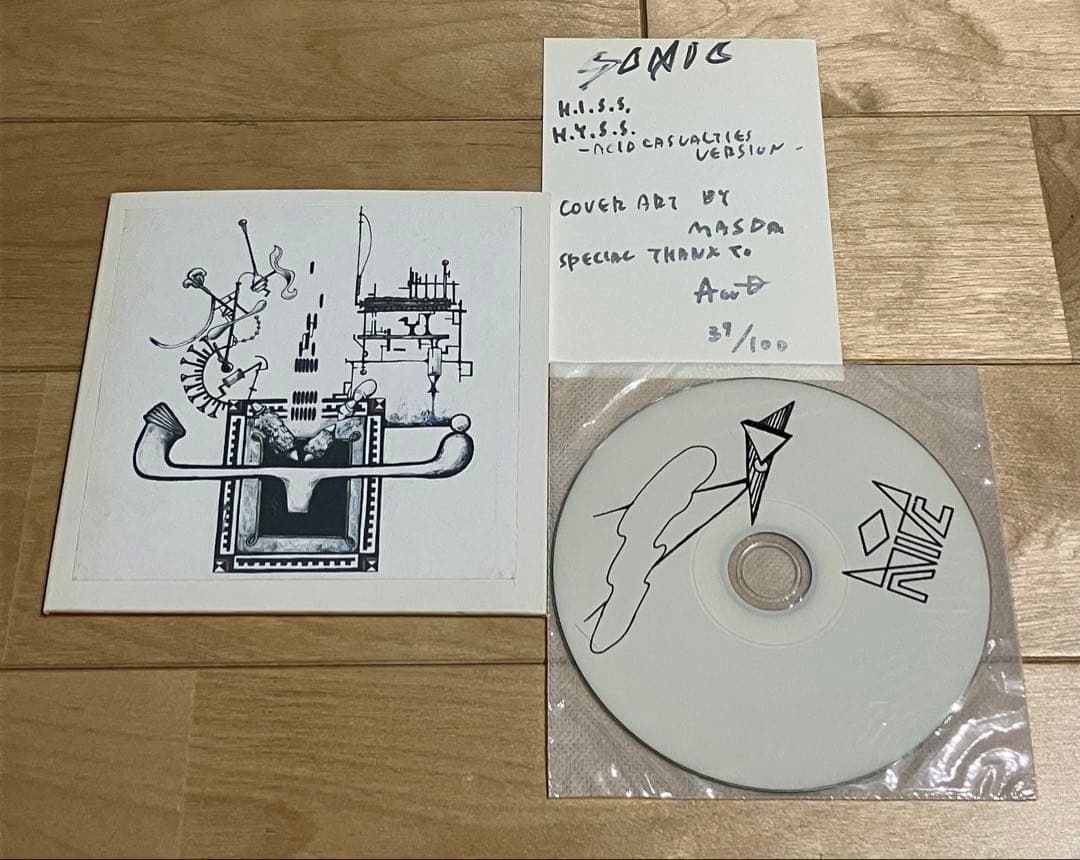 SONIC
H.I.S.S.
H.Y.S.S.
-ACID CASUALTIES
VERSION-
COVER ART BY
MASDA
SPECIAL THANX TO
39/100